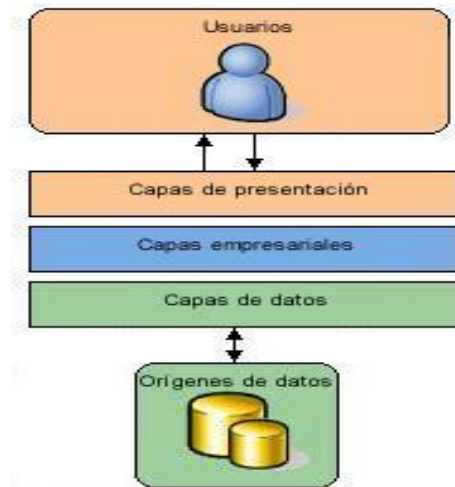 Usuarios
Capas de presentación
Capas empresariales
Capas de datos
Orígenes de datos